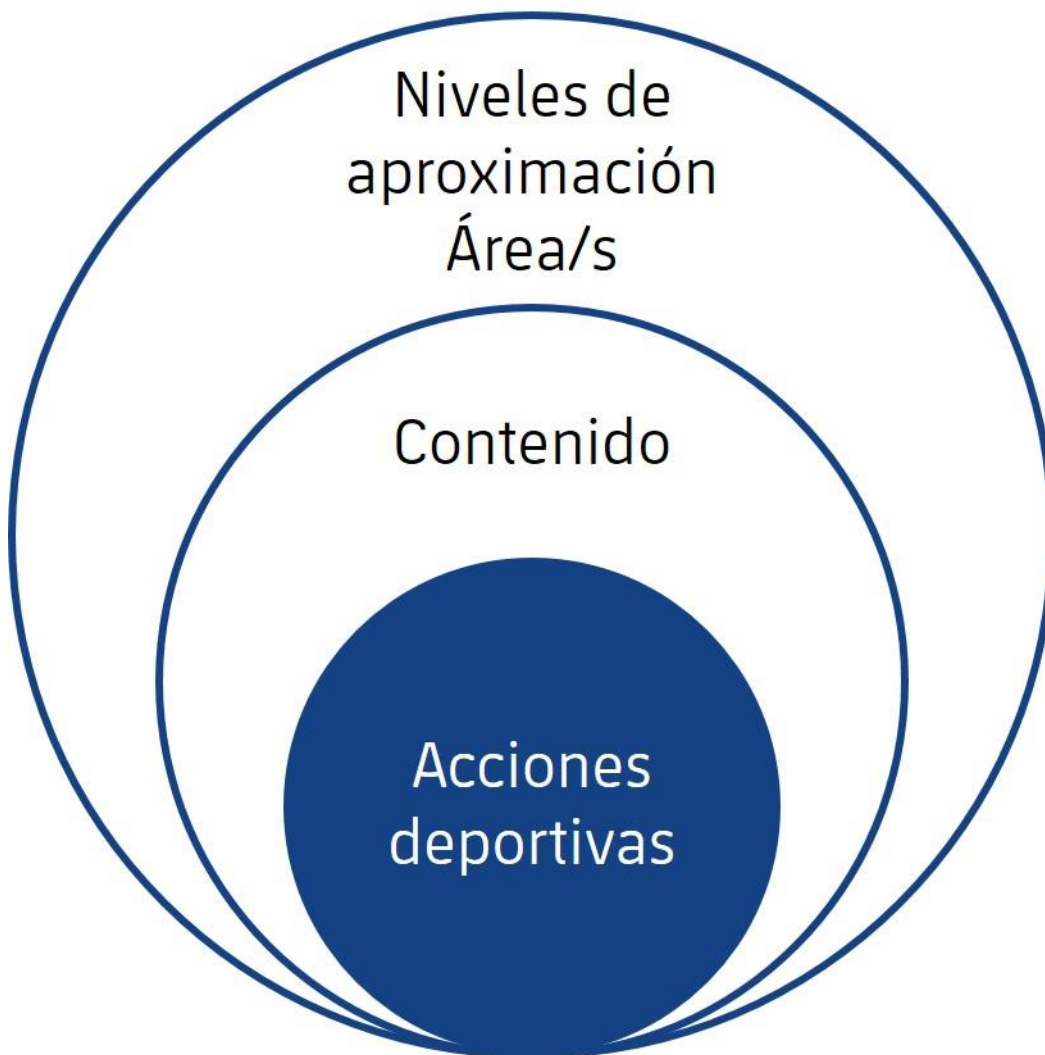 Niveles de
aproximación
Área/s
Contenido
Acciones
deportivas